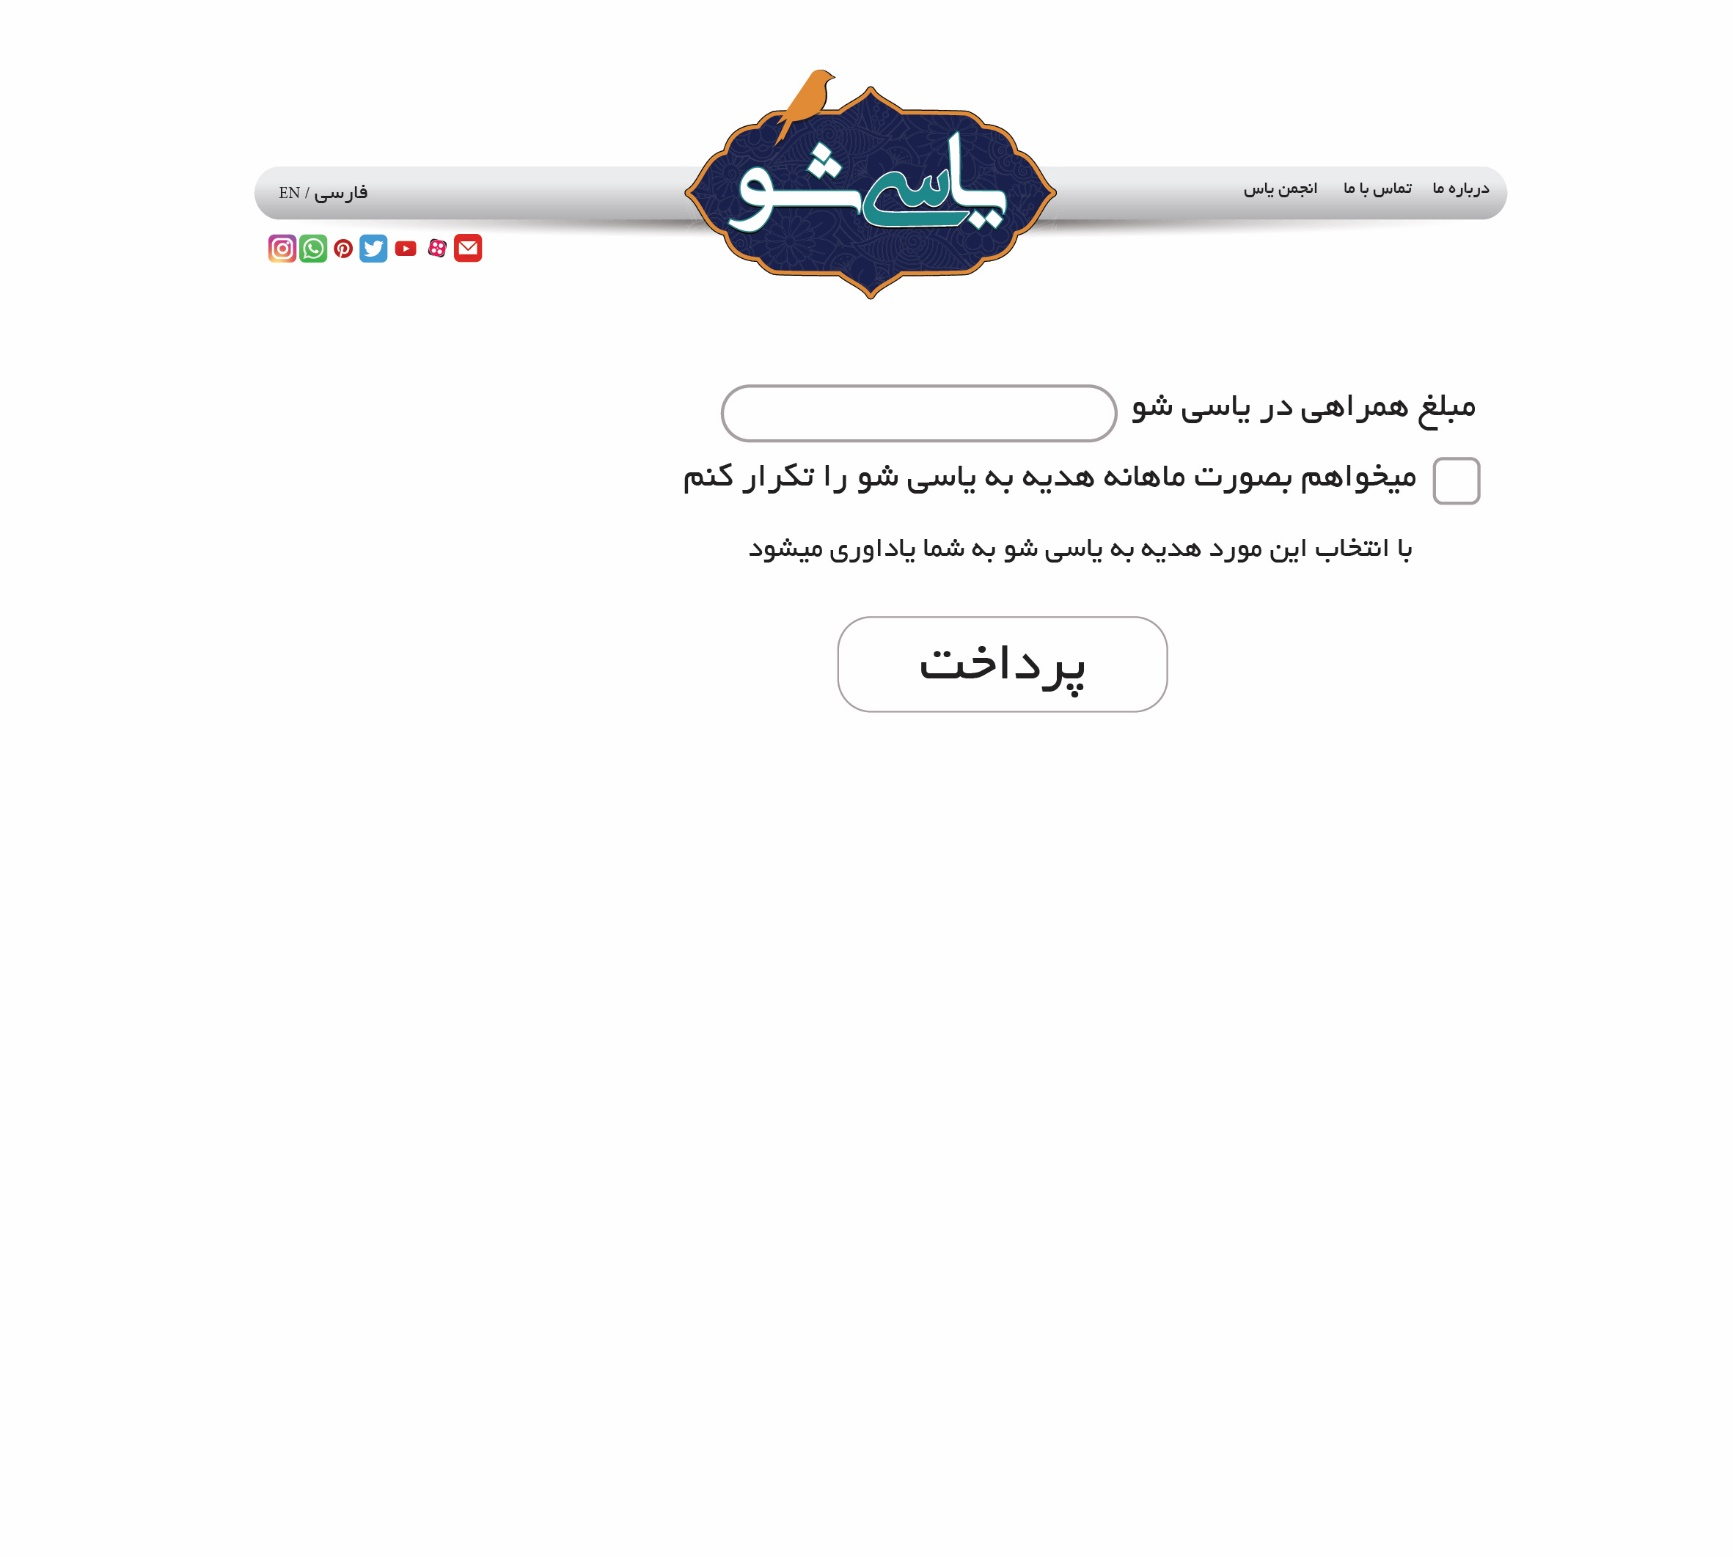 یاسی شو
درباره ما تماس با ما انجمن یاس
فارسی / EN
مبلغ همراهی در یاسی شو
میخواهم بصورت ماهانه هدیه به یاسی شو را تکرار کنم
با انتخاب این مورد هدیه به یاسی شو به شما یاداوری میشود
پرداخت